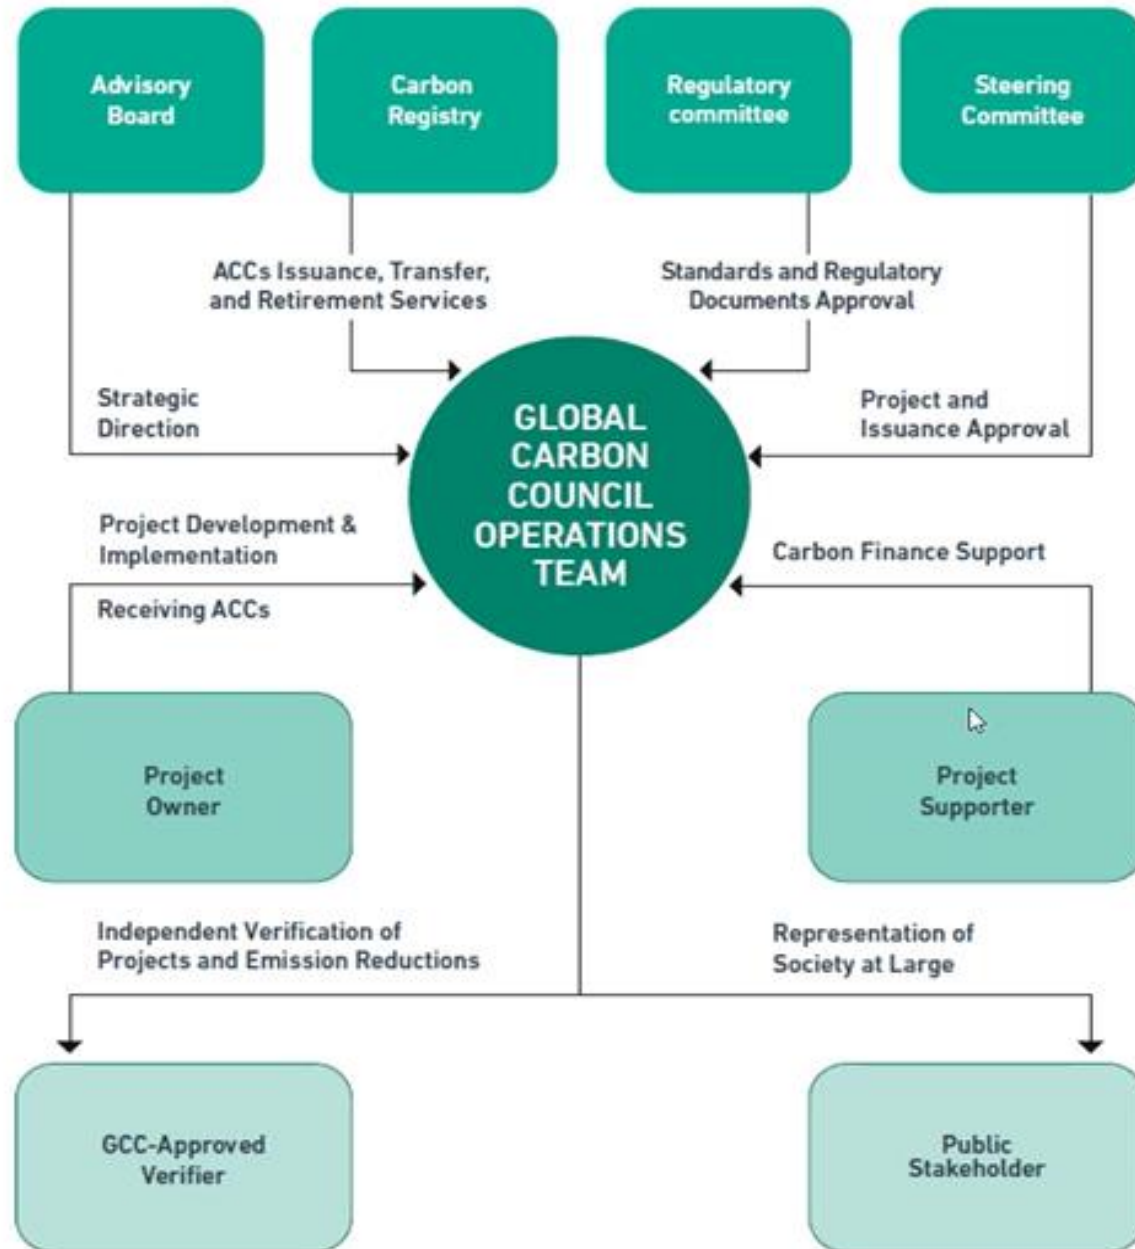 Advisory
Board
Carbon
Registry
Regulatory
committee
Steering
Committee
ACCs Issuance, Transfer,
and Retirement Services
Standards and Regulatory
Documents Approval
Strategic
Direction
GLOBAL
CARBON
COUNCIL
OPERATIONS
TEAM
Project and
Issuance Approval
Project Development &
Implementation
Receiving ACCs
Carbon Finance Support
Project
Owner
Project
Supporter
Independent Verification of
Projects and Emission Reductions
Representation of
Society at Large
GCC-Approved
Verifier
Public
Stakeholder